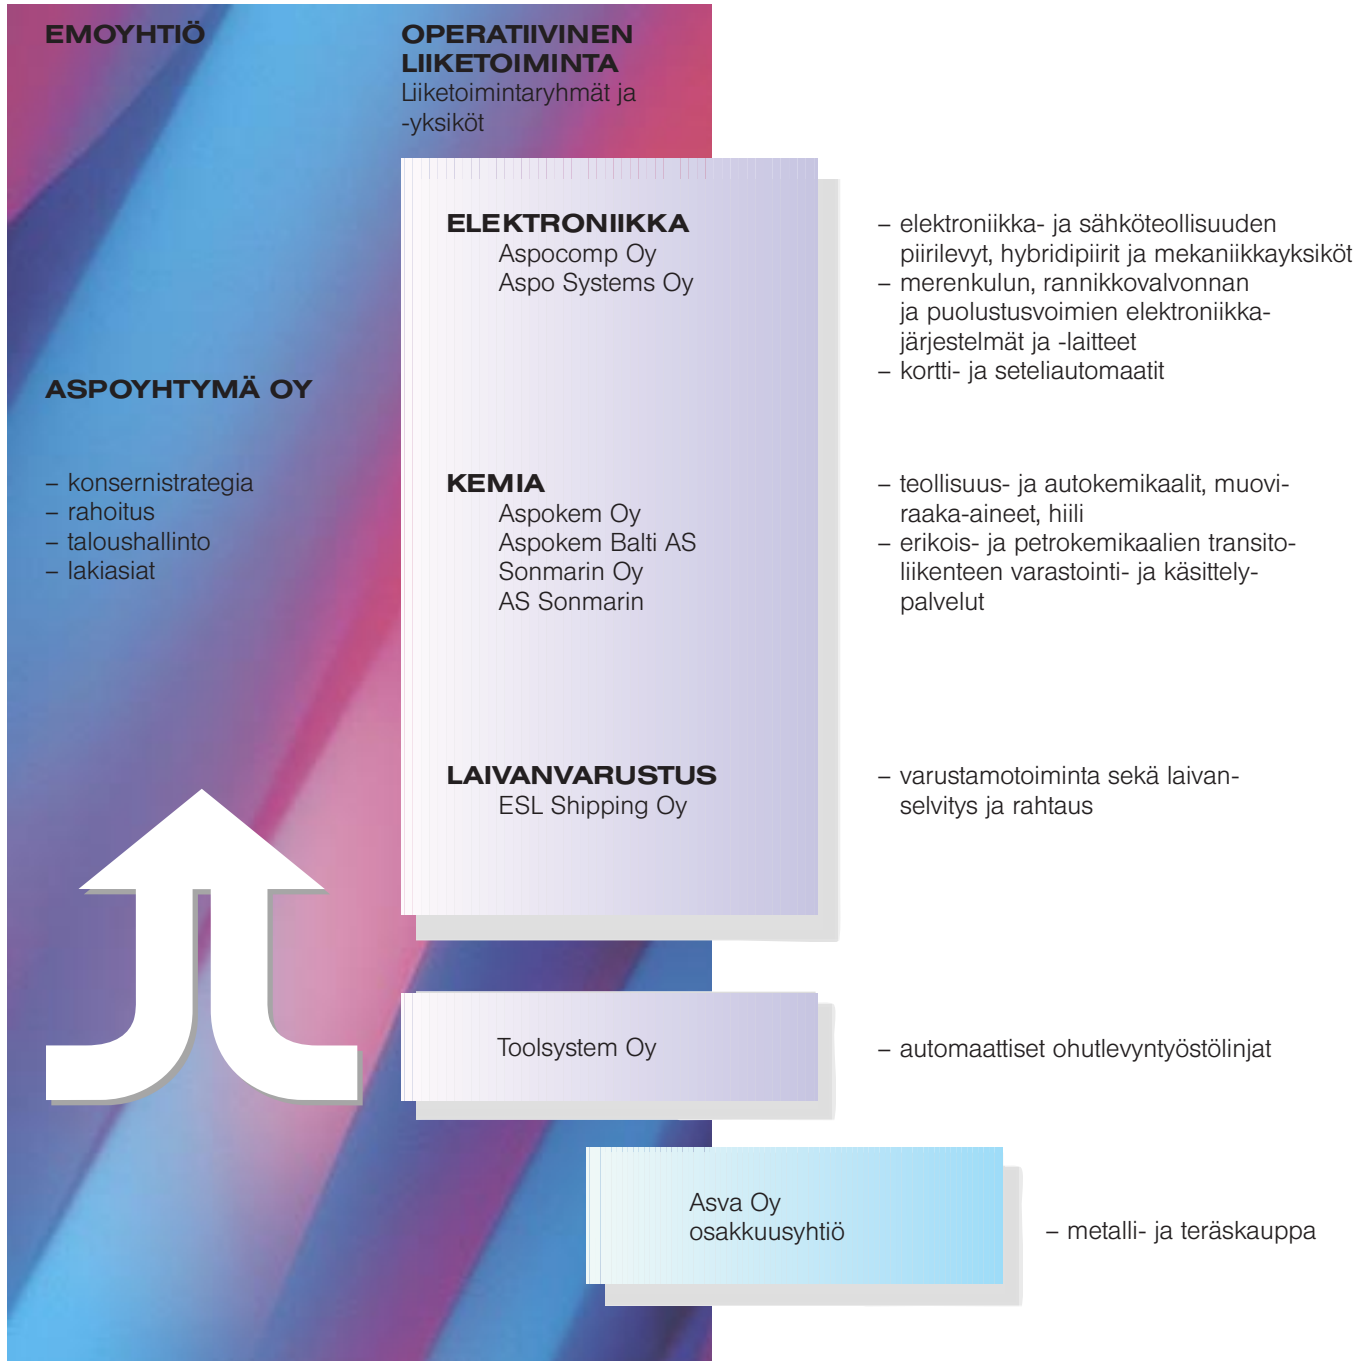 EMOYHTIÖ
OPERATIIVINEN
LIIKETOIMINTA
Liiketoimintaryhmät ja
-yksiköt
ASPOYHTYMÄ OY
– konsernistrategia
– rahoitus
– taloushallinto
– lakiasiat
ELEKTRONIIKKA
Aspocomp Oy
Aspo Systems Oy
– elektroniikka- ja sähköteollisuuden
piirilevyt, hybridipiirit ja mekaniikkayksiköt
– merenkulun, rannikkovalvonnan
ja puolustusvoimien elektroniikka-
järjestelmät ja -laitteet
– kortti- ja seteliautomaatit
KEMIA
Aspokem Oy
Aspokem Balti AS
Sonmarin Oy
AS Sonmarin
– teollisuus- ja autokemikaalit, muovi-
raaka-aineet, hiili
– erikois- ja petrokemikaalien transito-
liikenteen varastointi- ja käsittely-
palvelut
LAIVANVARUSTUS
ESL Shipping Oy
– varustamotoiminta sekä laivan-
selvitys ja rahtaus
Toolsystem Oy
– automaattiset ohutlevyntyöstölinjat
Asva Oy
osakkuusyhtiö
– metalli- ja teräskauppa